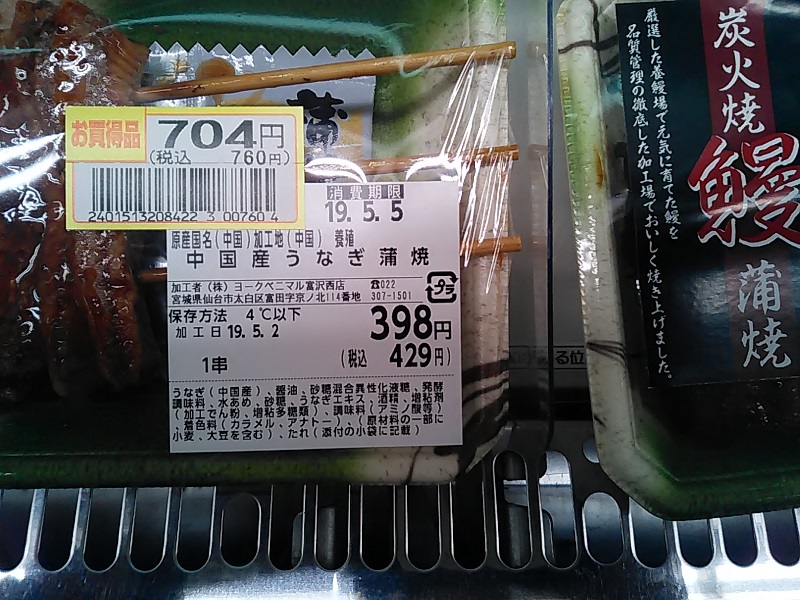 お買得品
704円
(税込 760円)
2401513208422 3 00760 4
蒲
消費期限
19.5.5
原産国名(中国)加工地(中国) 養殖
中国産うなぎ蒲焼
加工者(株)ヨークベニマル富沢西店 ☎022
宮城県仙台市太白区富田字京ノ北114番地 307-1501
プラ
保存方法 4℃以下
加工日 19.5.2
398円
1串
(税込 429円)
うなぎ(中国産)、醤油、砂糖混合異性化液糖、発酵
調味料、水あめ、砂糖、うなぎエキス、酒精、増粘剤
(加工でん粉、増粘多糖類)、調味料(アミノ酸等)
、着色料(カラメル、アナトー)、(原材料の一部に
小麦、大豆を含む)、たれ(添付の小袋に記載)
炭火焼
鰻
蒲焼
厳選した養鰻場で元気に育てた鰻を
品質管理の徹底した加工場でおいしく焼き上げました。
る位